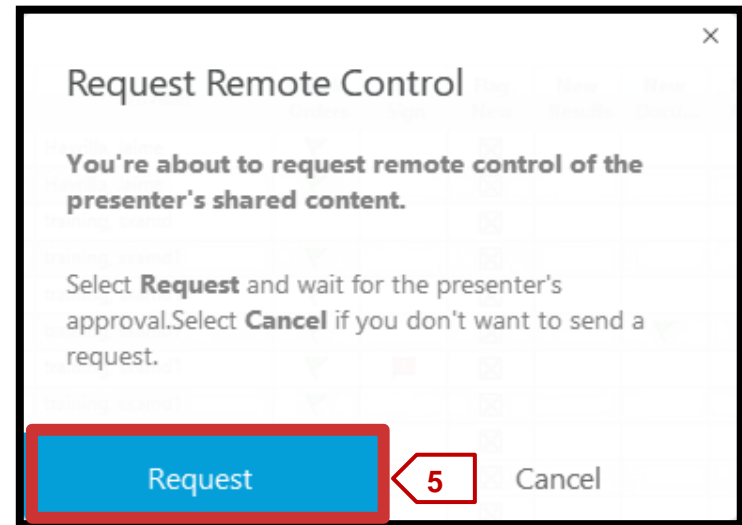 Request Remote Control
You're about to request remote control of the
presenter's shared content.
Select Request and wait for the presenter's
approval.Select Cancel if you don't want to send a
request.
Request
5
Cancel